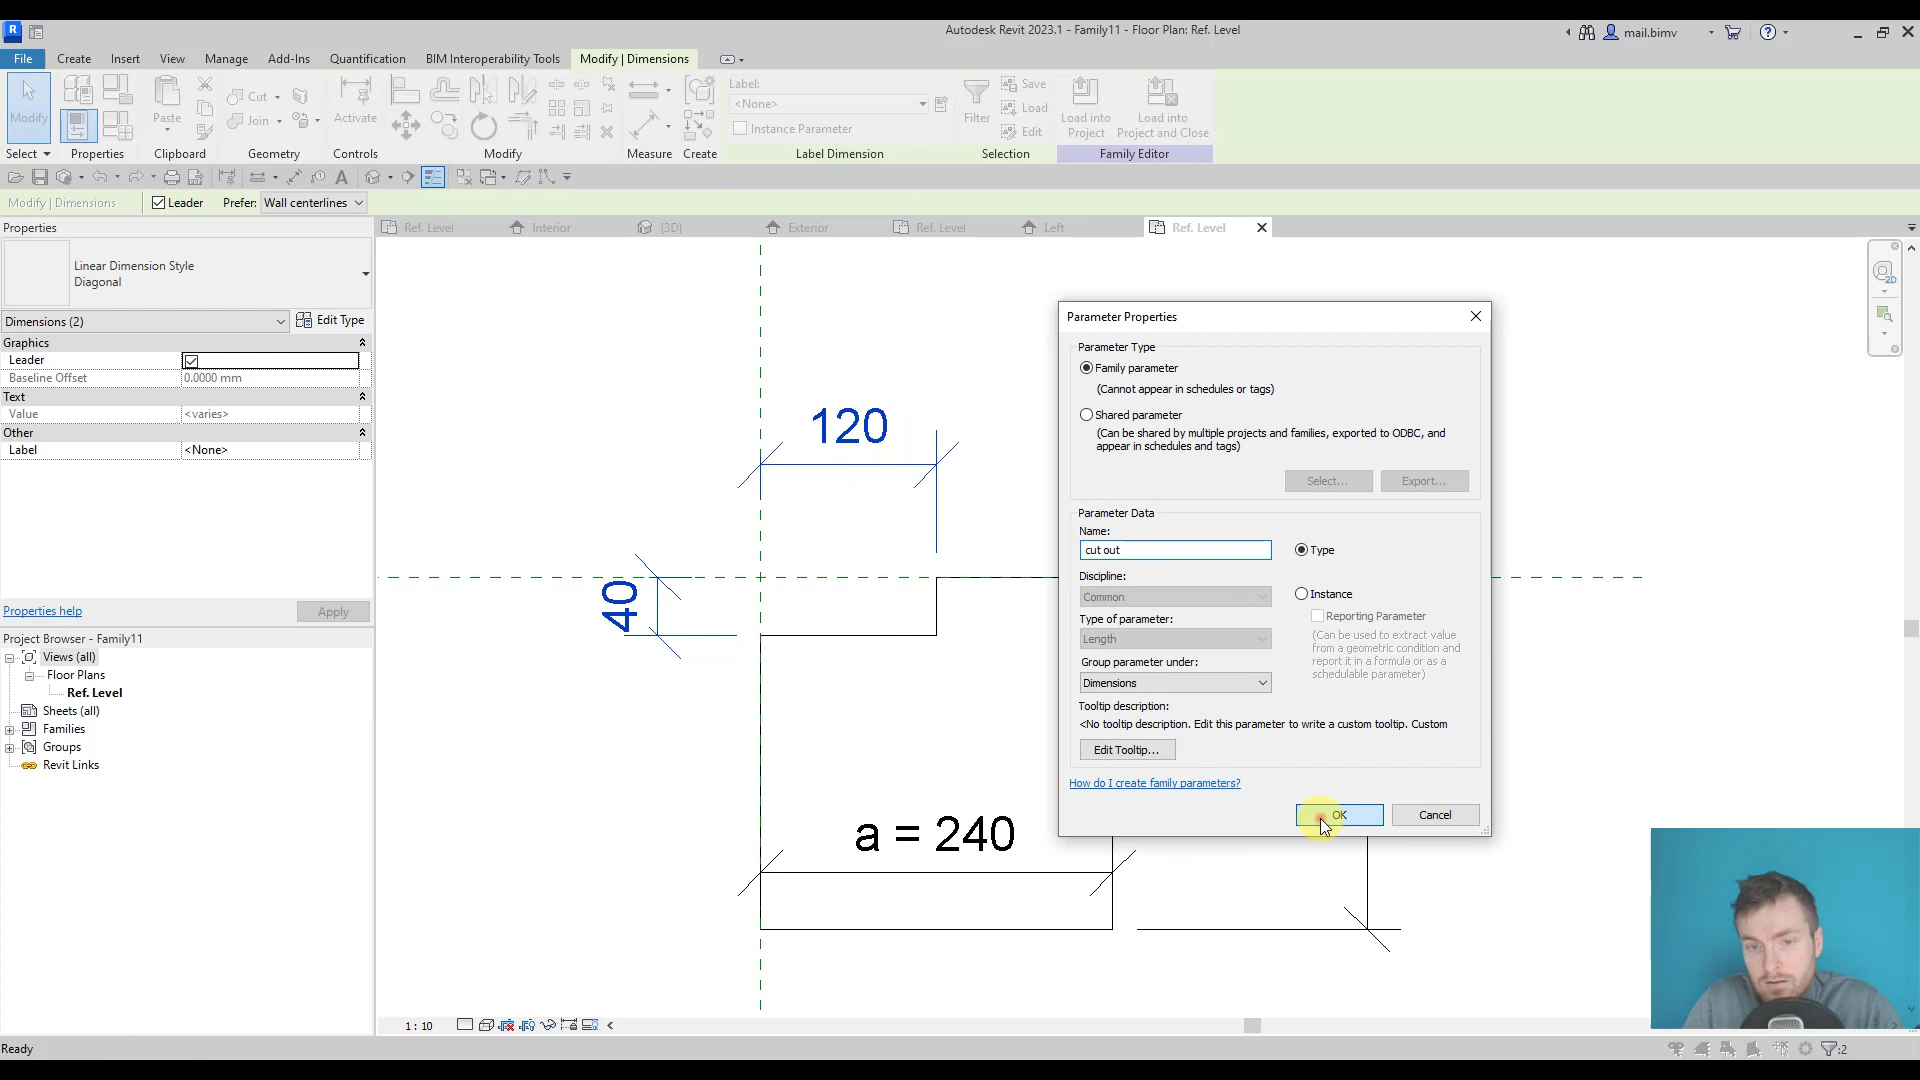 Autodesk Revit 2023.1 - Family11 - Floor Plan: Ref. Level
mail.bimv
File Create Insert View Manage Add-Ins Quantification BIM Interoperability Tools Modify | Dimensions
Modify
Paste
Cut
Join
Activate
Label:
<None>
Instance Parameter
Filter
Save
Load
Edit
Load into
Project
Load into
Project and Close
Select Properties Clipboard Geometry Controls Modify Measure Create Label Dimension Selection Family Editor
Modify | Dimensions Leader Prefer: Wall centerlines
Properties
Ref. Level Interior {3D} Exterior Ref. Level Left Ref. Level
Linear Dimension Style
Diagonal
Dimensions (2) Edit Type
Graphics
Leader
Baseline Offset 0.0000 mm
Text
Value <varies>
Other
Label <None>
Properties help Apply
Project Browser - Family11
Views (all)
Floor Plans
Ref. Level
Sheets (all)
Families
Groups
Revit Links
120
40
a = 240
Parameter Properties
Parameter Type
Family parameter
(Cannot appear in schedules or tags)
Shared parameter
(Can be shared by multiple projects and families, exported to ODBC, and
appear in schedules and tags)
Select... Export...
Parameter Data
Name:
cut out
Type
Discipline:
Common
Instance
Reporting Parameter
(Can be used to extract value
from a geometric condition and
report it in a formula or as a
schedulable parameter)
Type of parameter:
Length
Group parameter under:
Dimensions
Tooltip description:
<No tooltip description. Edit this parameter to write a custom tooltip. Custom
Edit Tooltip...
How do I create family parameters?
OK Cancel
1 : 10
Ready
:2